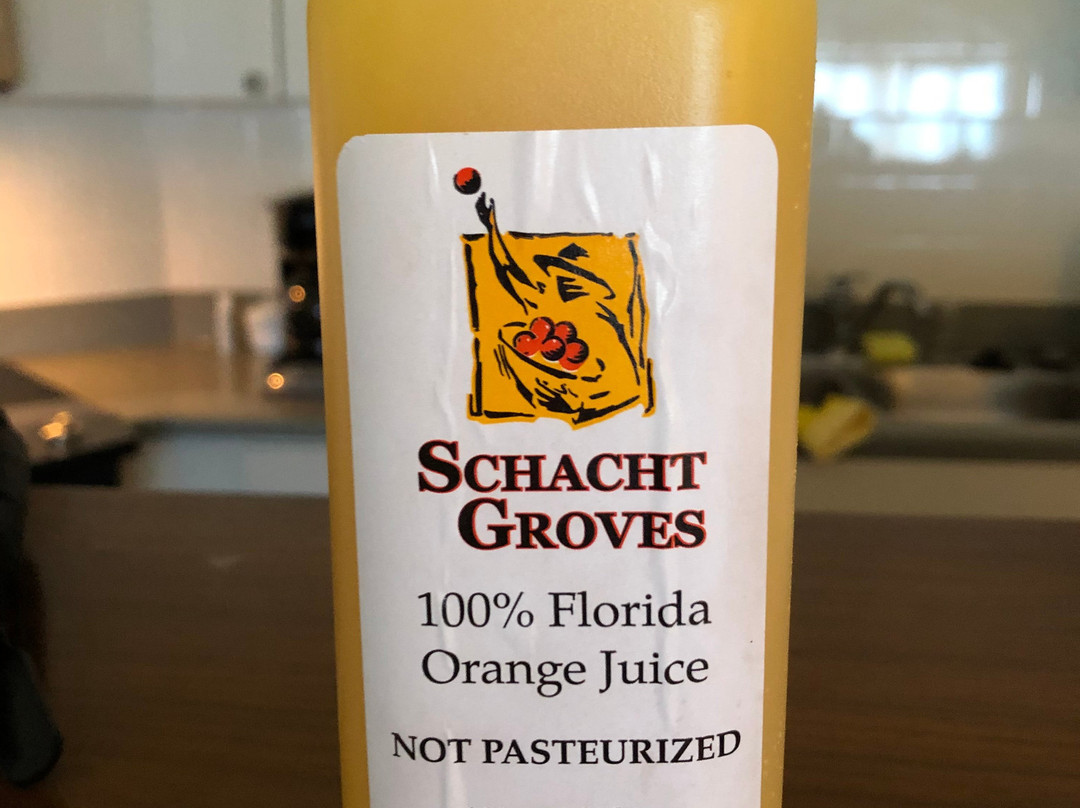 SCHACHT
GROVES
100% Florida
Orange Juice
NOT PASTEURIZED